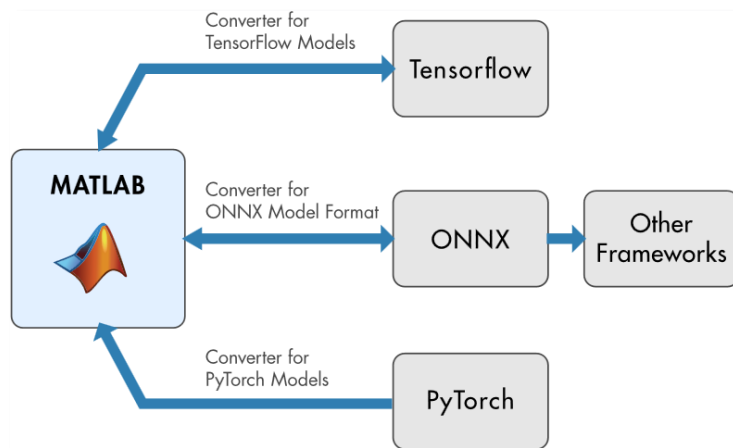 Converter for
TensorFlow Models
Tensorflow
MATLAB
Converter for
ONNX Model Format
ONNX
Other
Frameworks
Converter for
PyTorch Models
PyTorch